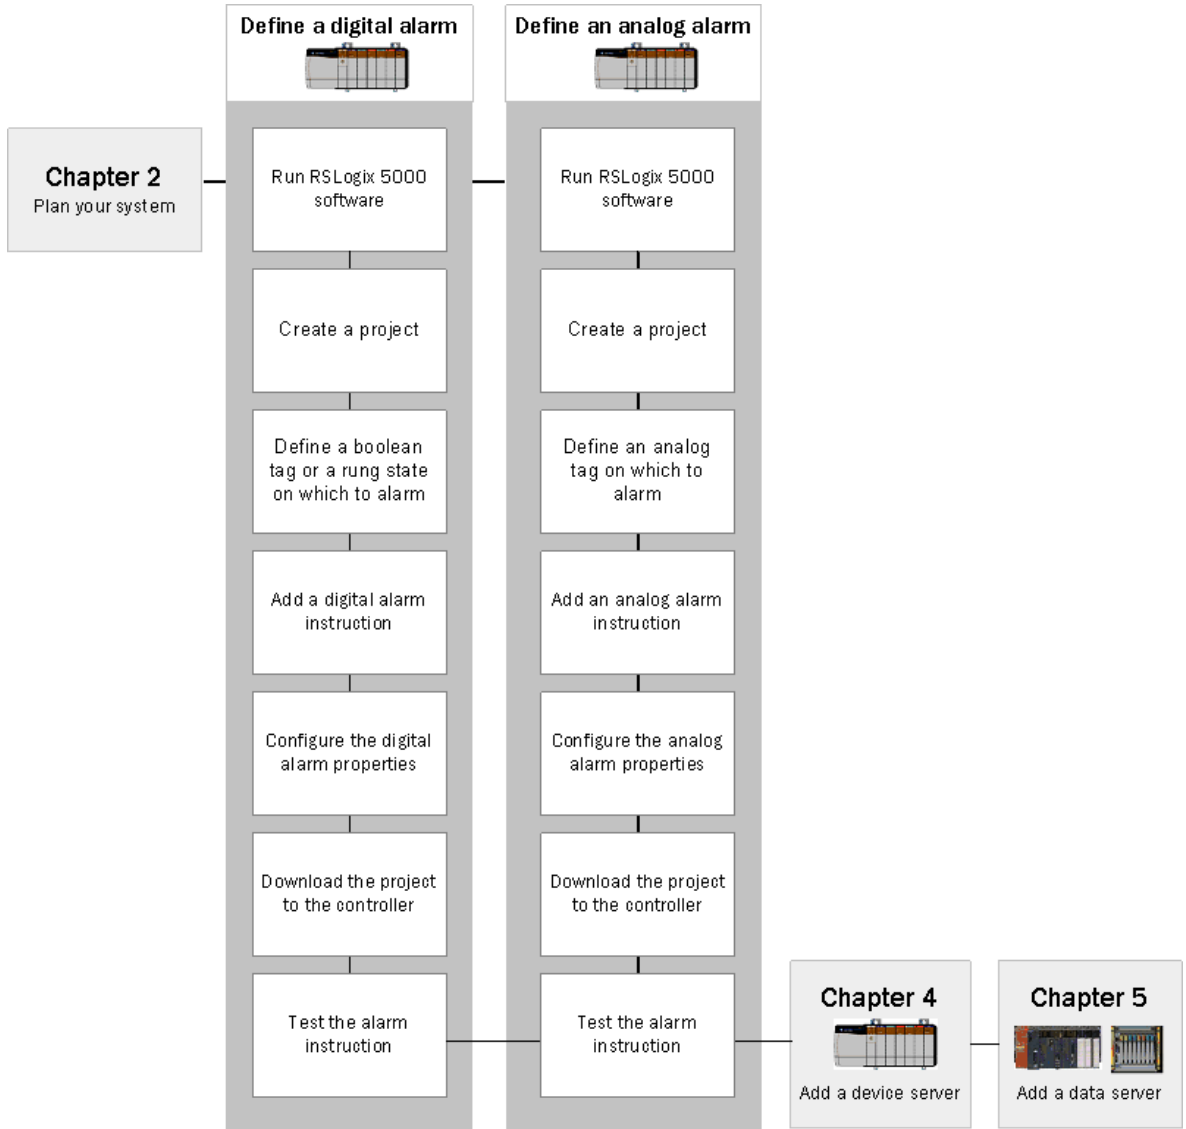 Define a digital alarm
Define an analog alarm
Chapter 2
Plan your system
Run RSLogix 5000
software
Create a project
Define a boolean
tag or a rung state
on which to alarm
Add a digital alarm
instruction
Configure the digital
alarm properties
Download the project
to the controller
Test the alarm
instruction
Run RSLogix 5000
software
Create a project
Define an analog
tag on which to
alarm
Add an analog alarm
instruction
Configure the analog
alarm properties
Download the project
to the controller
Test the alarm
instruction
Chapter 4
Add a device server
Chapter 5
Add a data server